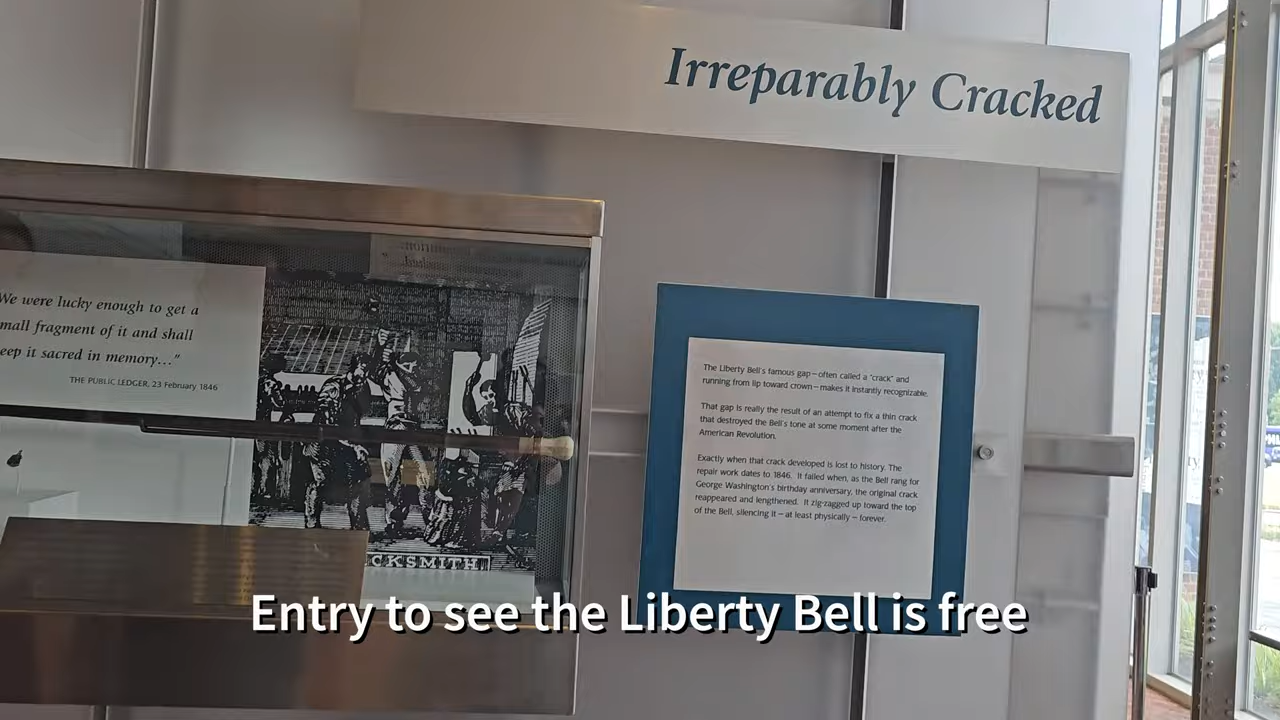 Irreparably Cracked
We were lucky enough to get a
mall fragment of it and shall
eep it sacred in memory..."
THE PUBLIC LEDGER, 23 February 1846
The Liberty Bell's famous gap – often called a "crack" and
running from lip toward crown – makes it instantly recognizable.
That gap is really the result of an attempt to fix a thin crack
that destroyed the Bell's tone at some moment after the
American Revolution.
Exactly when that crack developed is lost to history. The
repair work dates to 1846. It failed when, as the Bell rang for
George Washington's birthday anniversary, the original crack
reappeared and lengthened. It zig-zagged up toward the top
of the Bell, silencing it – at least physically – forever.
CKSMITH
Entry to see the Liberty Bell is free